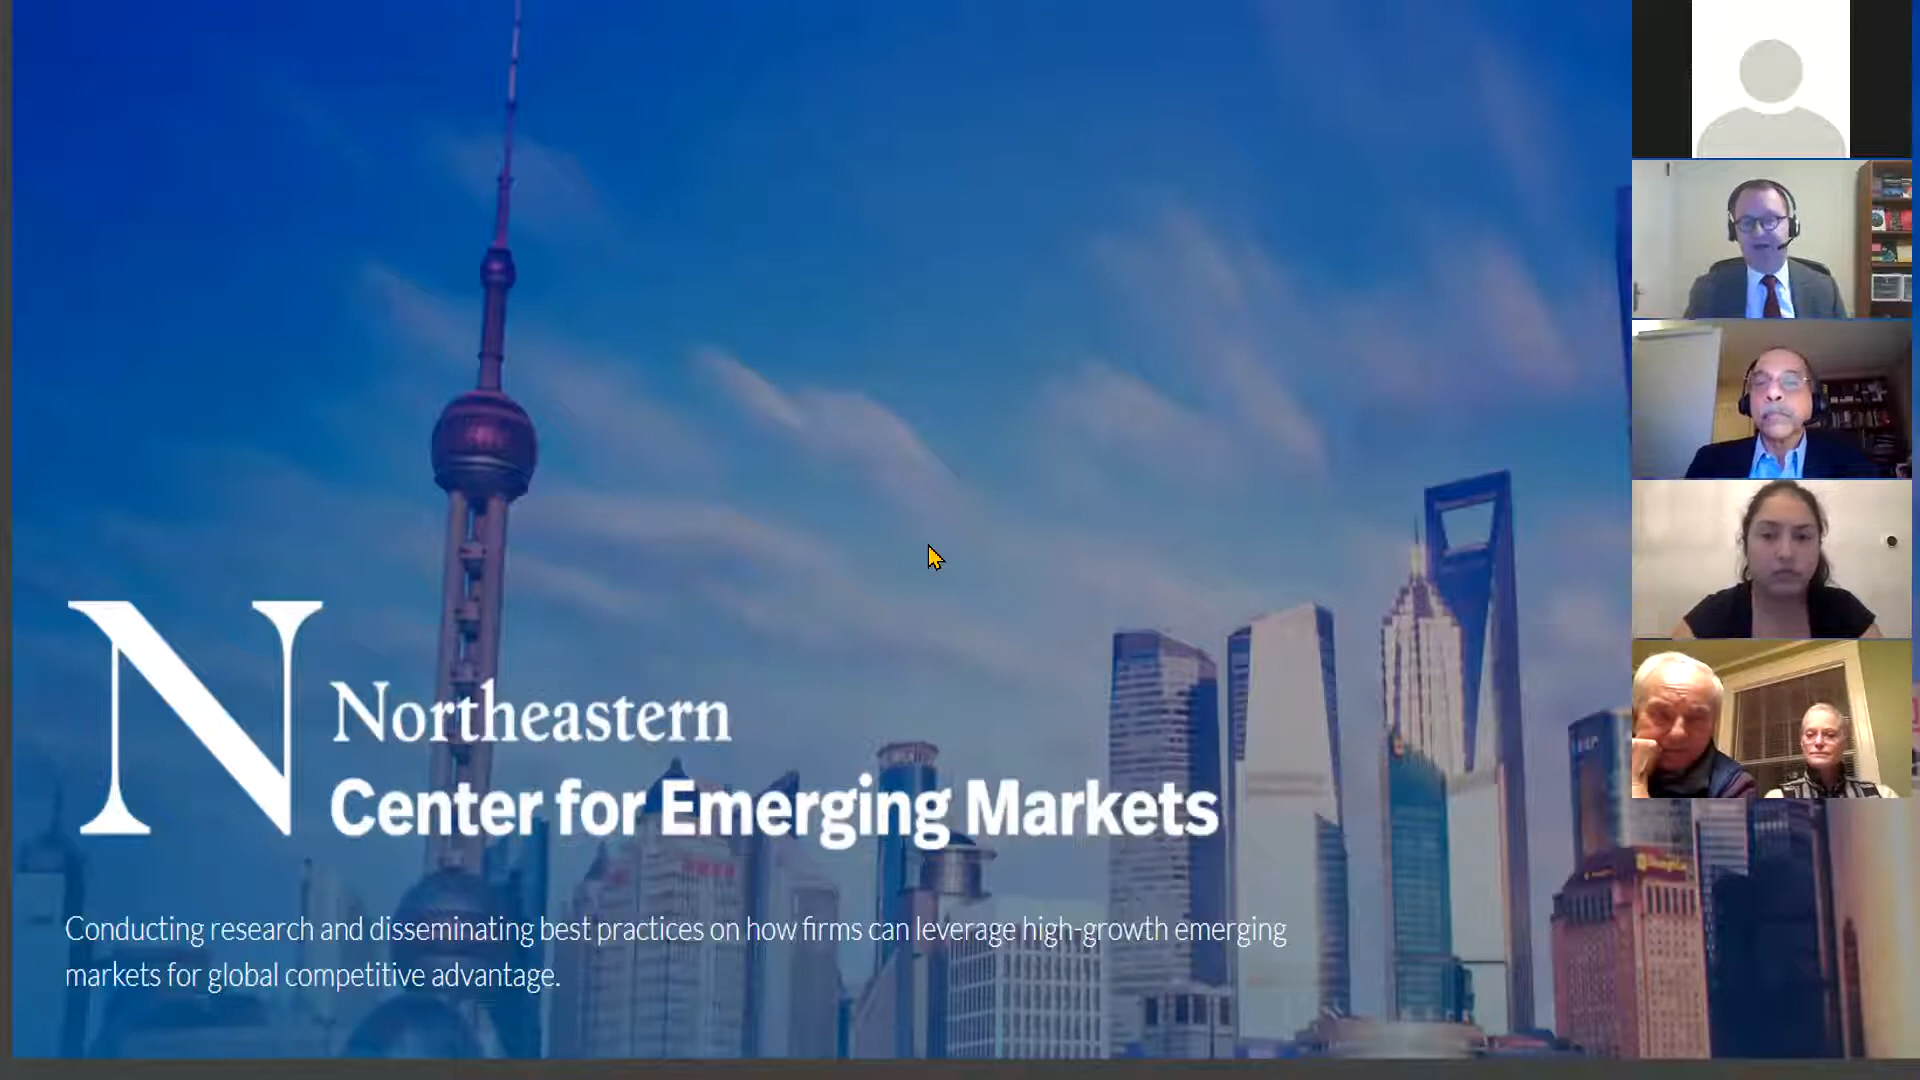 N
Northeastern
Center for Emerging Markets
Conducting research and disseminating best practices on how firms can leverage high-growth emerging
markets for global competitive advantage.